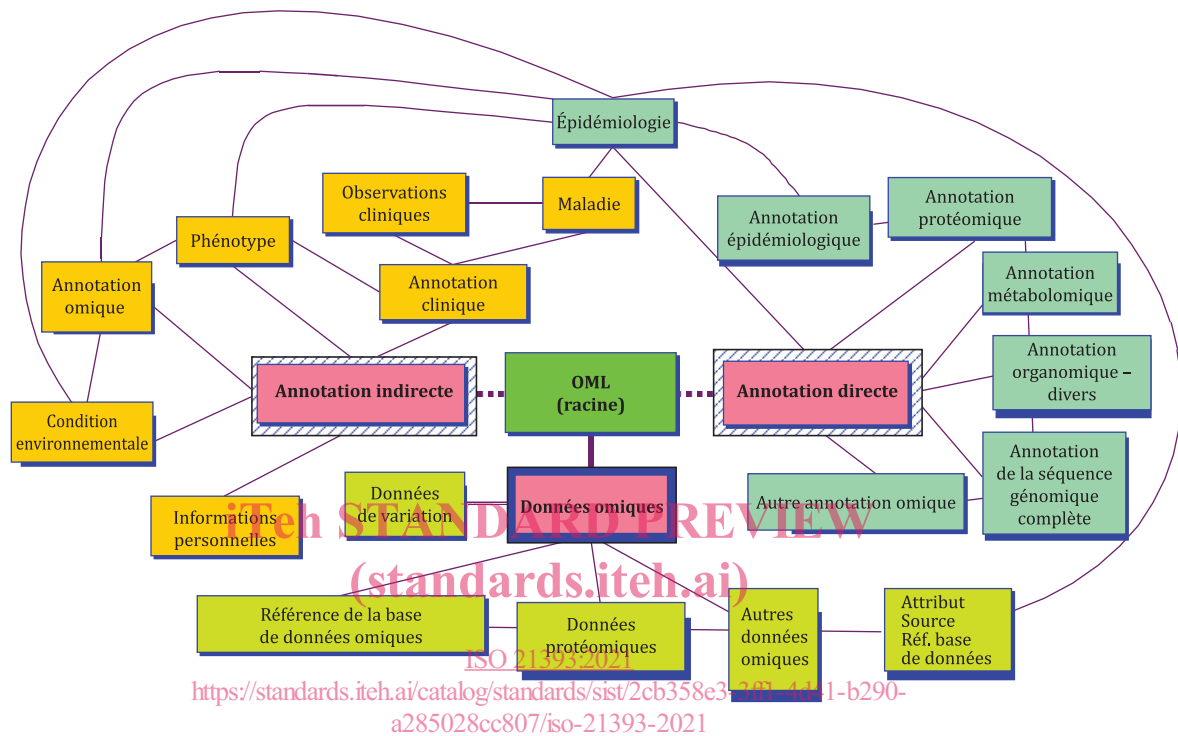 Épidémiologie
Observations
cliniques
Maladie
Annotation
épidémiologique
Annotation
protéomique
Phénotype
Annotation
omique
Annotation
clinique
Annotation
métabolomique
Annotation indirecte
OML
(racine)
Annotation directe
Annotation
organomique –
divers
Condition
environnementale
Annotation
de la séquence
génomique
complète
Données
de variation
Données omiques
Autre annotation omique
Informations
personnelles
iTeh STANDARD PREVIEW
(standards.iteh.ai)
Référence de la base
de données omiques
Données
protéomiques
Autres
données
omiques
Attribut
Source
Réf. base
de données
ISO 21393:2021
https://standards.iteh.ai/catalog/standards/sist/2cb358e3-3ff1-4d41-b290-
a285028cc807/iso-21393-2021